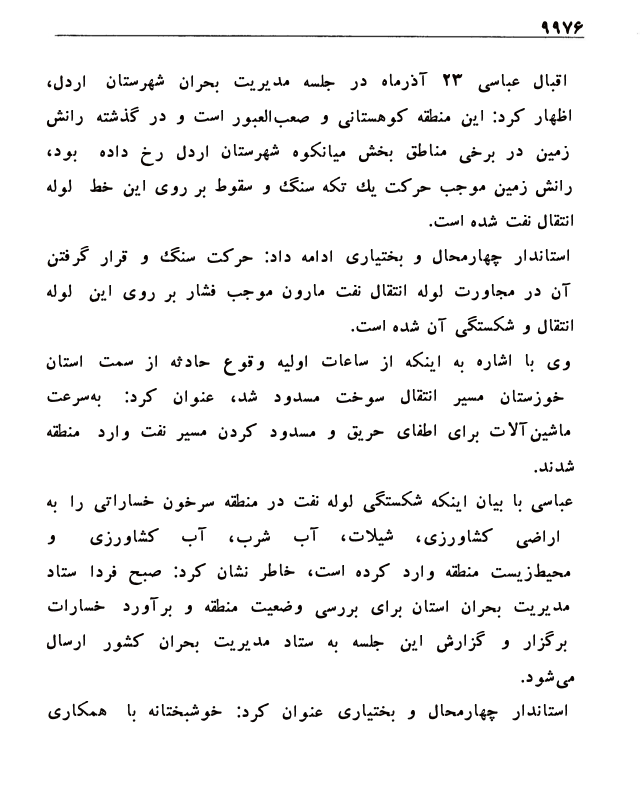 ۹۹۷۶
اقبال عباسی ۲۳ آذرماه در جلسه مدیریت بحران شهرستان اردل،
اظهار کرد: این منطقه کوهستانی و صعب‌العبور است و در گذشته رانش
زمین در برخی مناطق بخش میانکوه شهرستان اردل رخ داده بود،
رانش زمین موجب حرکت یك تکه سنگ و سقوط بر روی این خط لوله
انتقال نفت شده است.
استاندار چهارمحال و بختیاری ادامه داد: حرکت سنگ و قرار گرفتن
آن در مجاورت لوله انتقال نفت مارون موجب فشار بر روی این لوله
انتقال و شکستگی آن شده است.
وی با اشاره به اینکه از ساعات اولیه وقوع حادثه از سمت استان
خوزستان مسیر انتقال سوخت مسدود شد، عنوان کرد: به‌سرعت
ماشین‌آلات برای اطفای حریق و مسدود کردن مسیر نفت وارد منطقه
شدند.
عباسی با بیان اینکه شکستگی لوله نفت در منطقه سرخون خساراتی را به
اراضی کشاورزی، شیلات، آب شرب، آب کشاورزی و
محیط‌زیست منطقه وارد کرده است، خاطر نشان کرد: صبح فردا ستاد
مدیریت بحران استان برای بررسی وضعیت منطقه و برآورد خسارات
برگزار و گزارش این جلسه به ستاد مدیریت بحران کشور ارسال
می‌شود.
استاندار چهارمحال و بختیاری عنوان کرد: خوشبختانه با همکاری